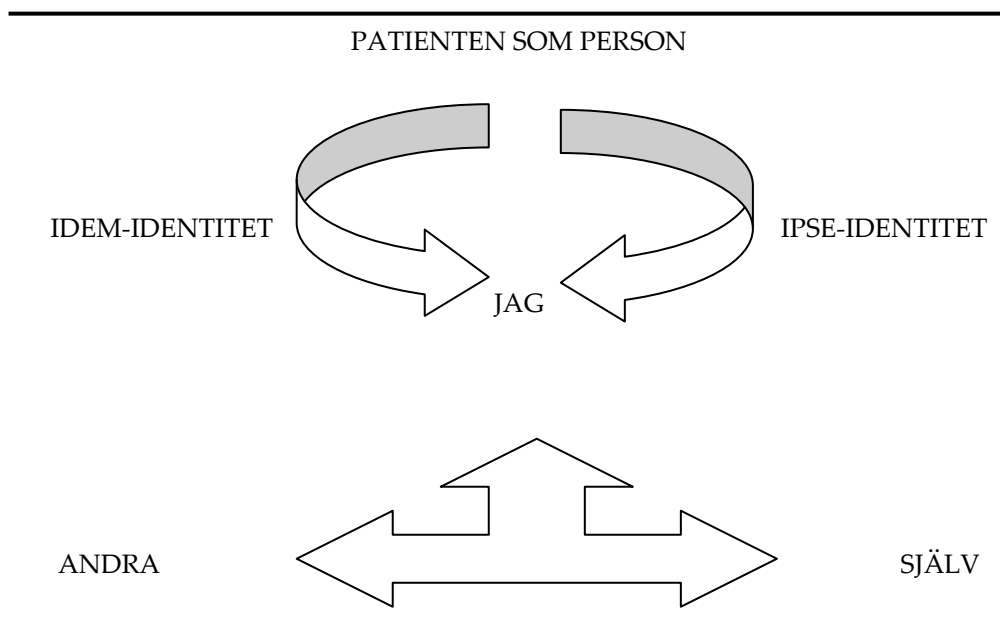 PATIENTEN SOM PERSON
IDEM-IDENTITET
IPSE-IDENTITET
JAG
ANDRA
SJÄLV